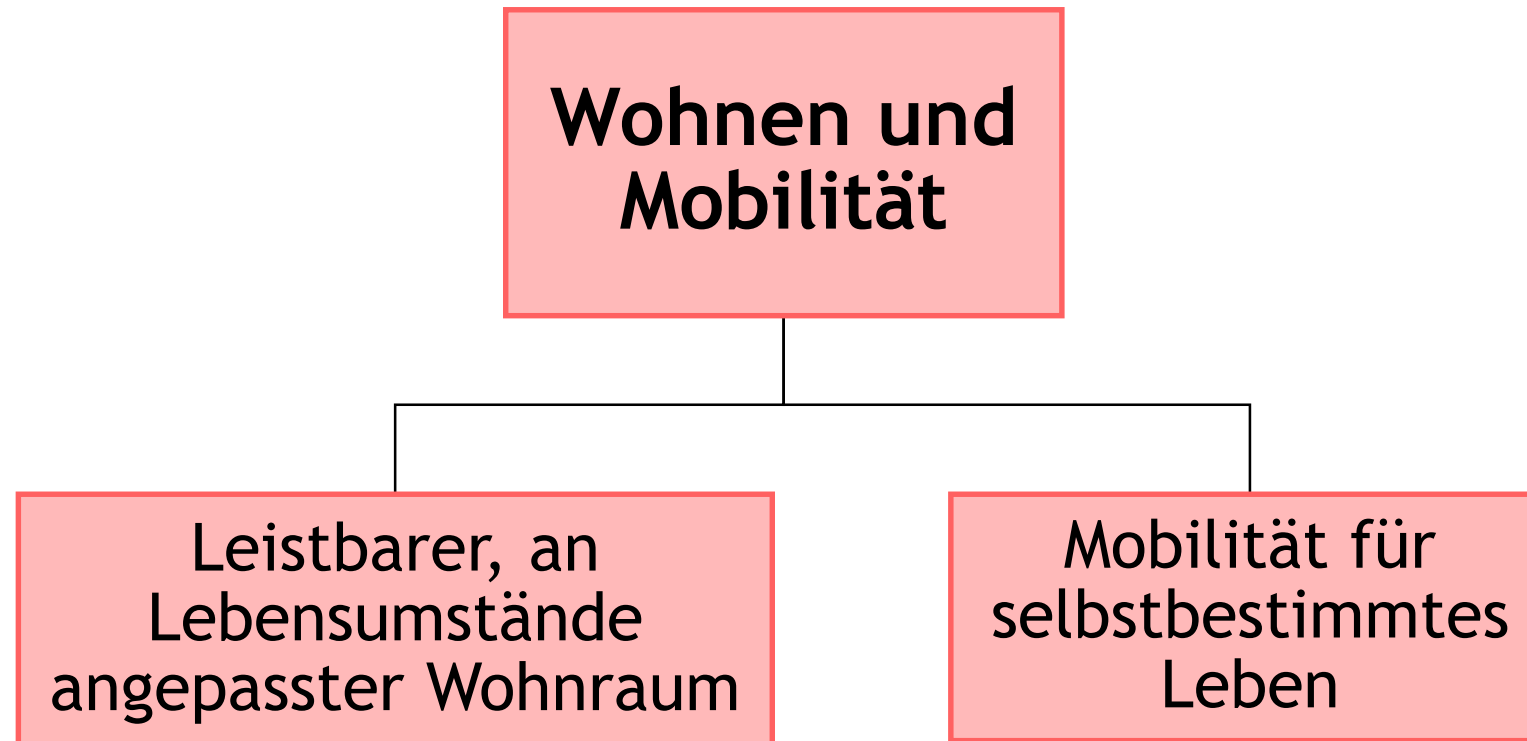 Wohnen und
Mobilität
Leistbarer, an
Lebensumstände
angepasster Wohnraum
Mobilität für
selbstbestimmtes
Leben